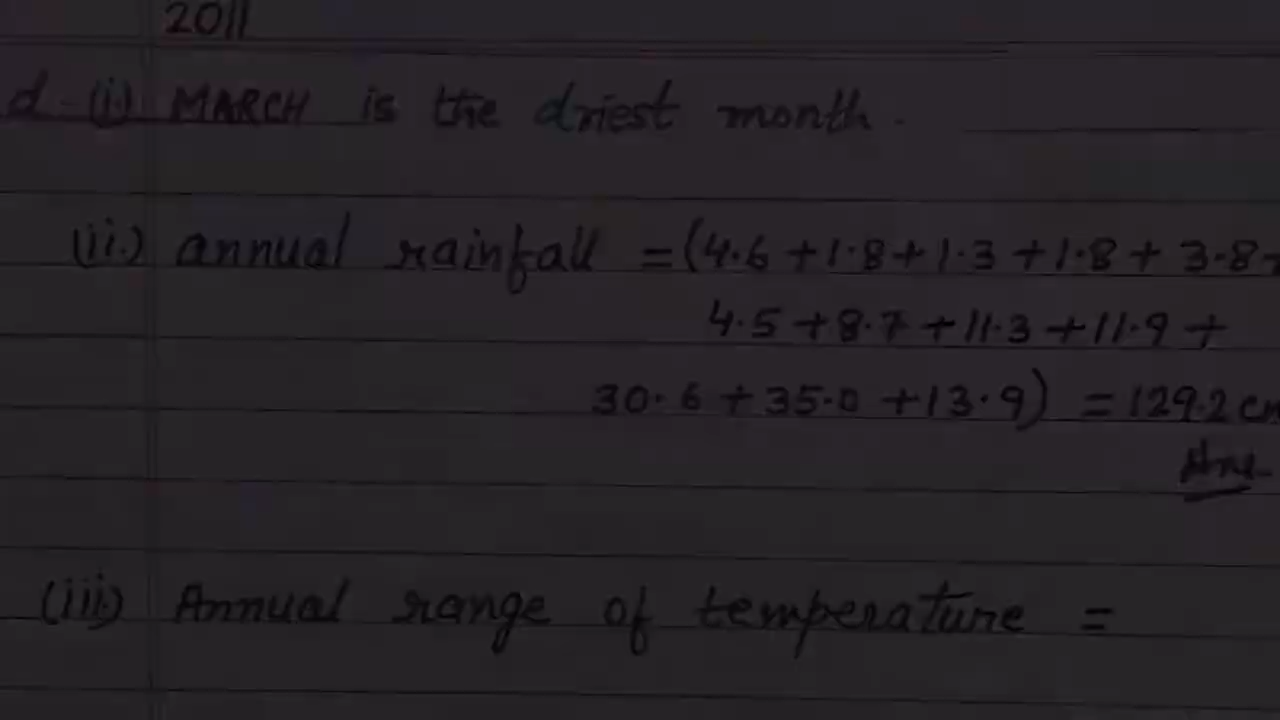 2011
d-(i.) MARCH is the driest month.
(ii.) annual rainfall = (4.6 + 1.8 + 1.3 + 1.8 + 3.8 +
4.5 + 8.7 + 11.3 + 11.9 +
30.6 + 35.0 + 13.9) = 129.2 cm
Ans
(iii.) Annual range of temperature =